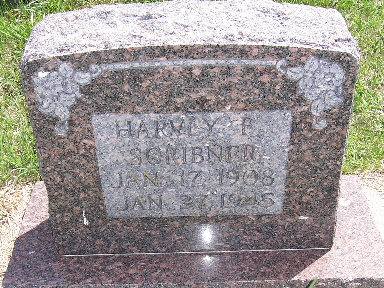 HARVEY F.
SCRIBNER
JAN. 17, 1908
JAN. 27, 1945